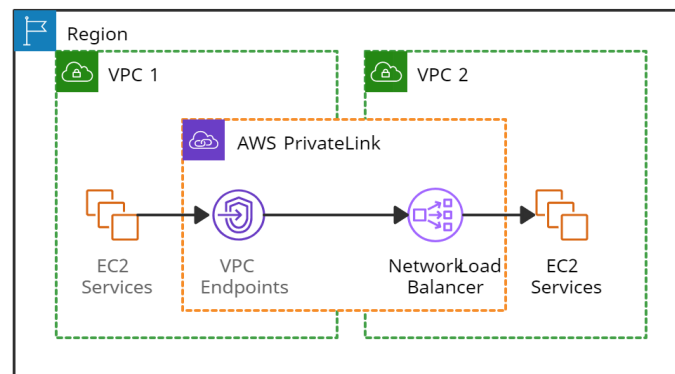 Region
VPC 1
VPC 2
AWS PrivateLink
EC2
Services
VPC
Endpoints
Network Load
Balancer
EC2
Services